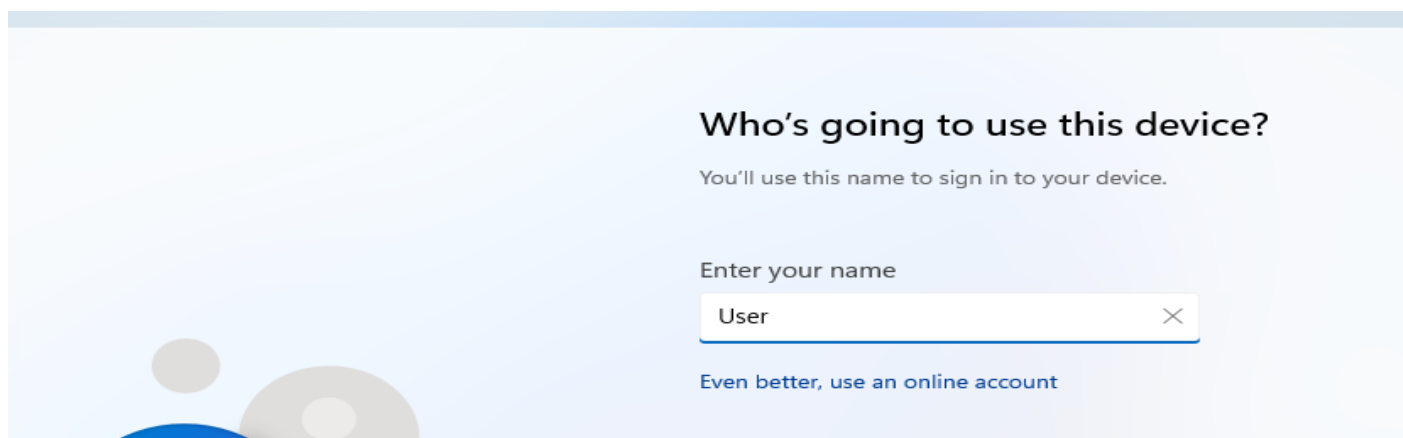 Who’s going to use this device?
You’ll use this name to sign in to your device.
Enter your name
User
Even better, use an online account